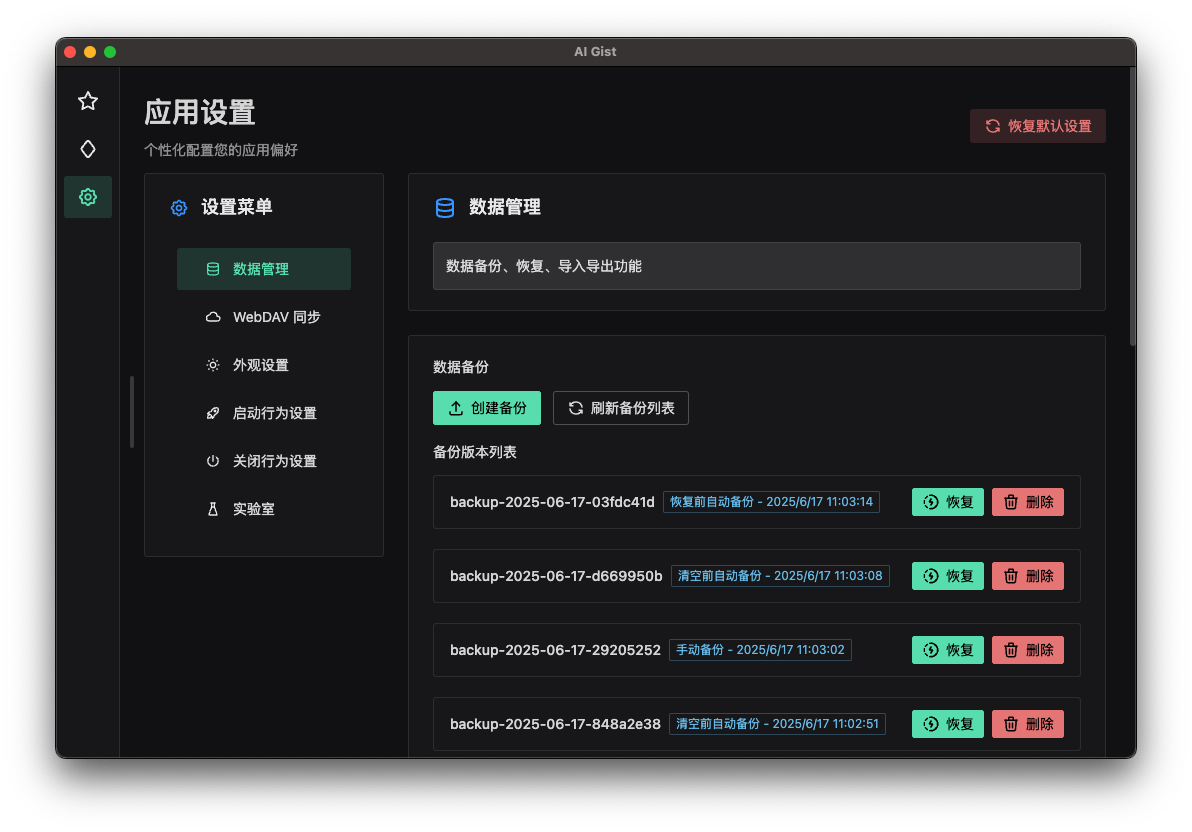 AI Gist
应用设置
个性化配置您的应用偏好
恢复默认设置
设置菜单
数据管理
WebDAV 同步
外观设置
启动行为设置
关闭行为设置
实验室
数据管理
数据备份、恢复、导入导出功能
数据备份
创建备份 刷新备份列表
备份版本列表
backup-2025-06-17-03fdc41d 恢复前自动备份 - 2025/6/17 11:03:14 恢复 删除
backup-2025-06-17-d669950b 清空前自动备份 - 2025/6/17 11:03:08 恢复 删除
backup-2025-06-17-29205252 手动备份 - 2025/6/17 11:03:02 恢复 删除
backup-2025-06-17-848a2e38 清空前自动备份 - 2025/6/17 11:02:51 恢复 删除